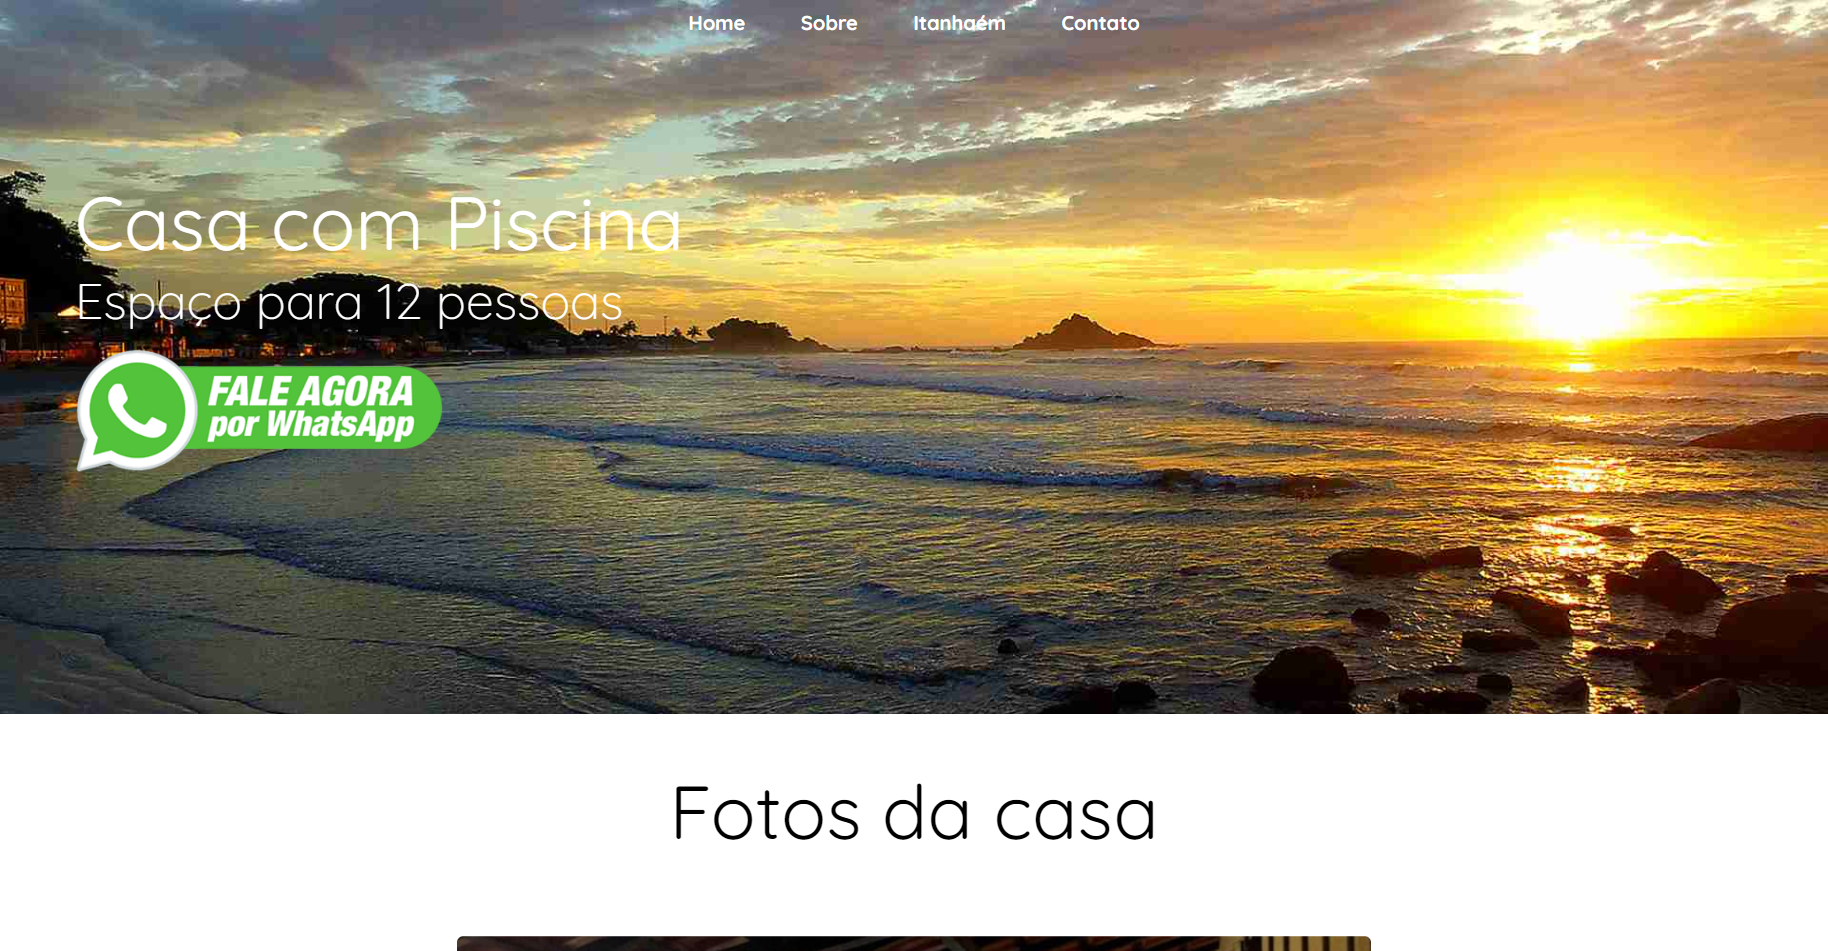 Home Sobre Itanhaém Contato
Casa com Piscina
Espaço para 12 pessoas
FALE AGORA
por WhatsApp
Fotos da casa